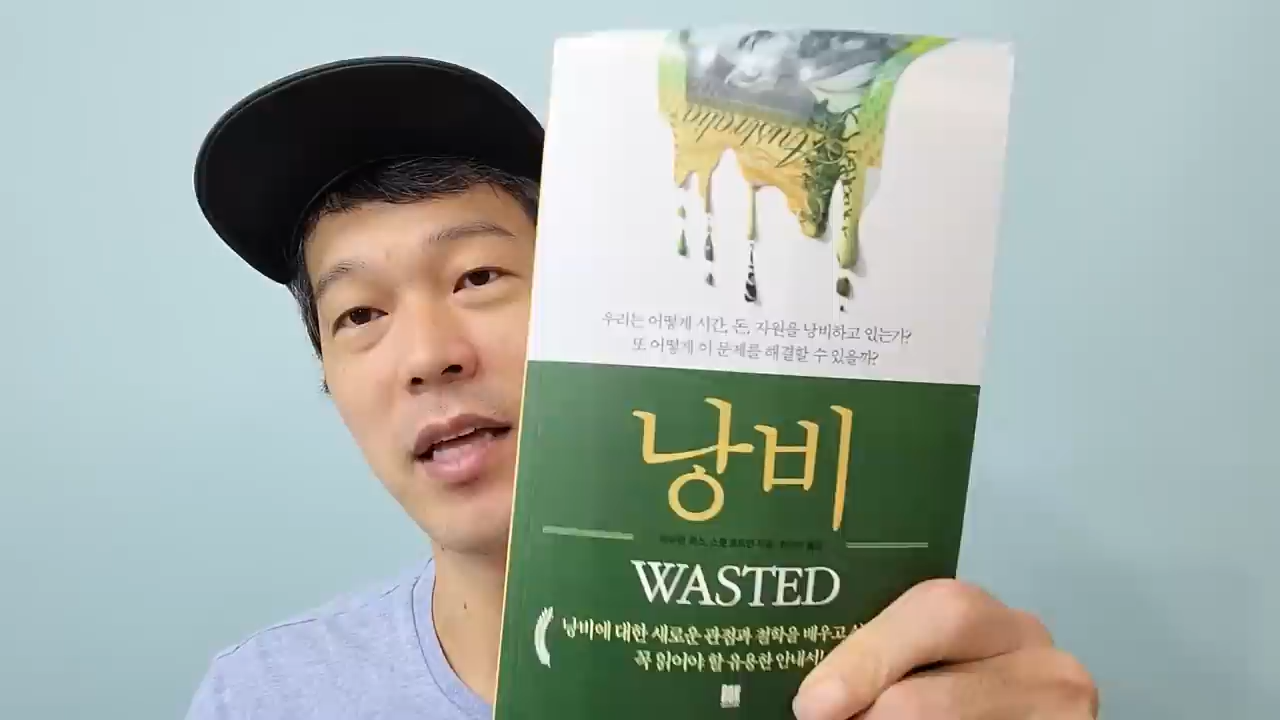 Australia
우리는 어떻게 시간, 돈, 자원을 낭비하고 있는가?
또 어떻게 이 문제를 해결할 수 있을까?
낭비
WASTED
낭비에 대한 새로운 관점과 철학을 배우고
꼭 읽어야 할 유용한 안내서!